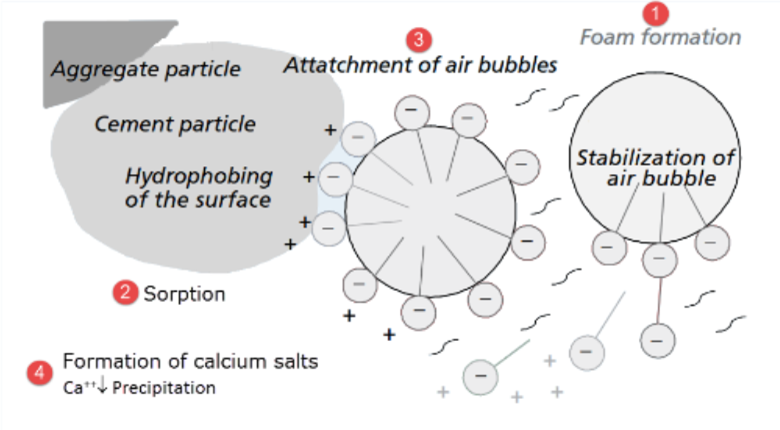 1
Foam formation
3
Attatchment of air bubbles
Aggregate particle
Cement particle
Hydrophobing
of the surface
Stabilization of
air bubble
2 Sorption
4 Formation of calcium salts
Ca⁺⁺↓ Precipitation